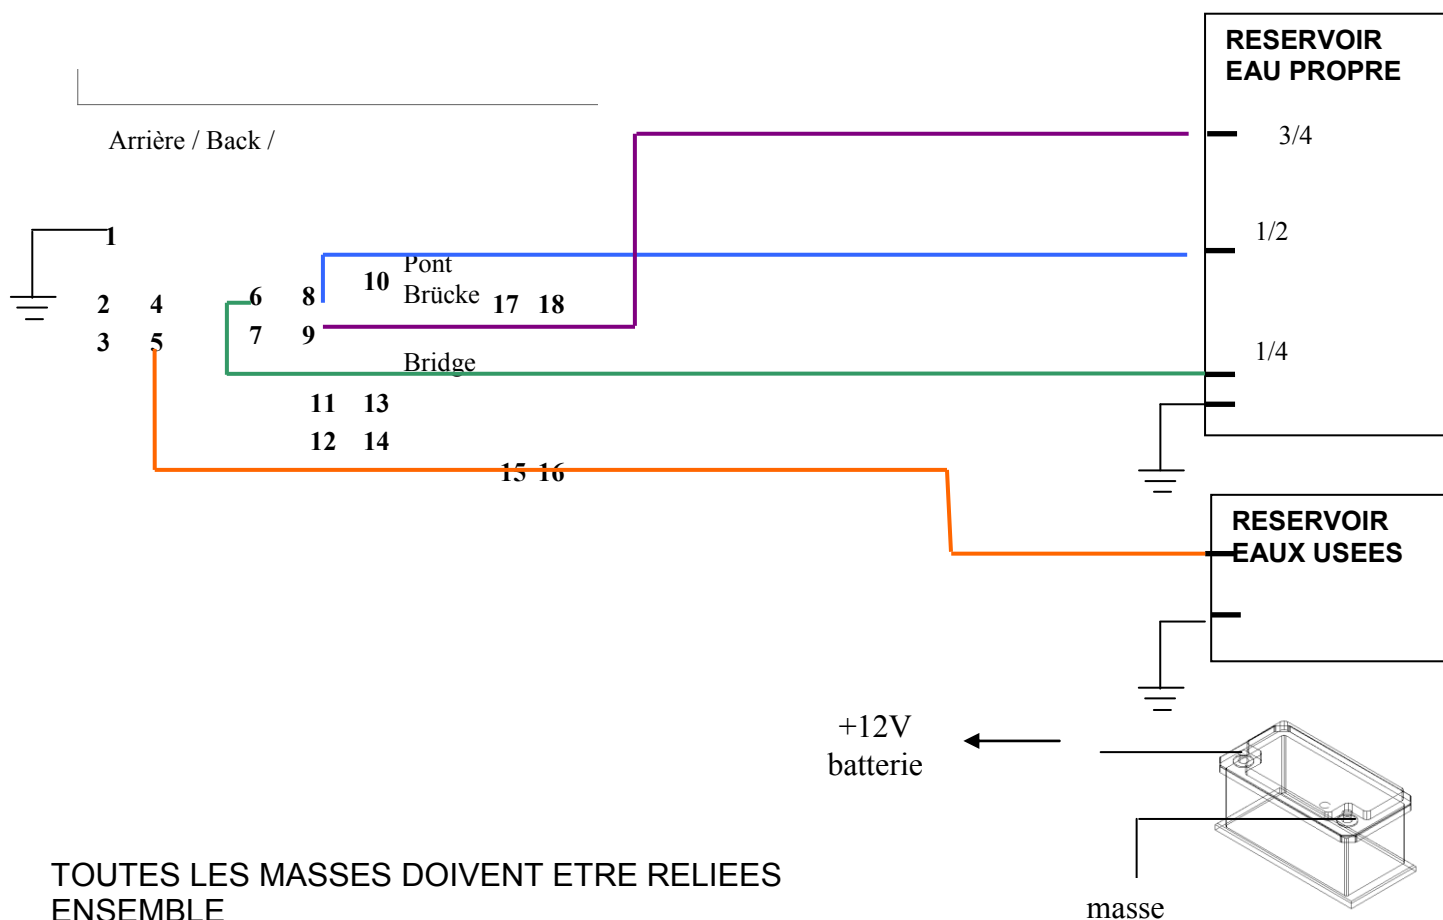 RESERVOIR
EAU PROPRE
Arrière / Back /
3/4
1
1/2
Pont
10
Brücke
2 4 6 8 17 18
3 5 7 9
1/4
Bridge
11 13
12 14
15 16
RESERVOIR
EAUX USEES
+12V
batterie
TOUTES LES MASSES DOIVENT ETRE RELIEES
ENSEMBLE
masse